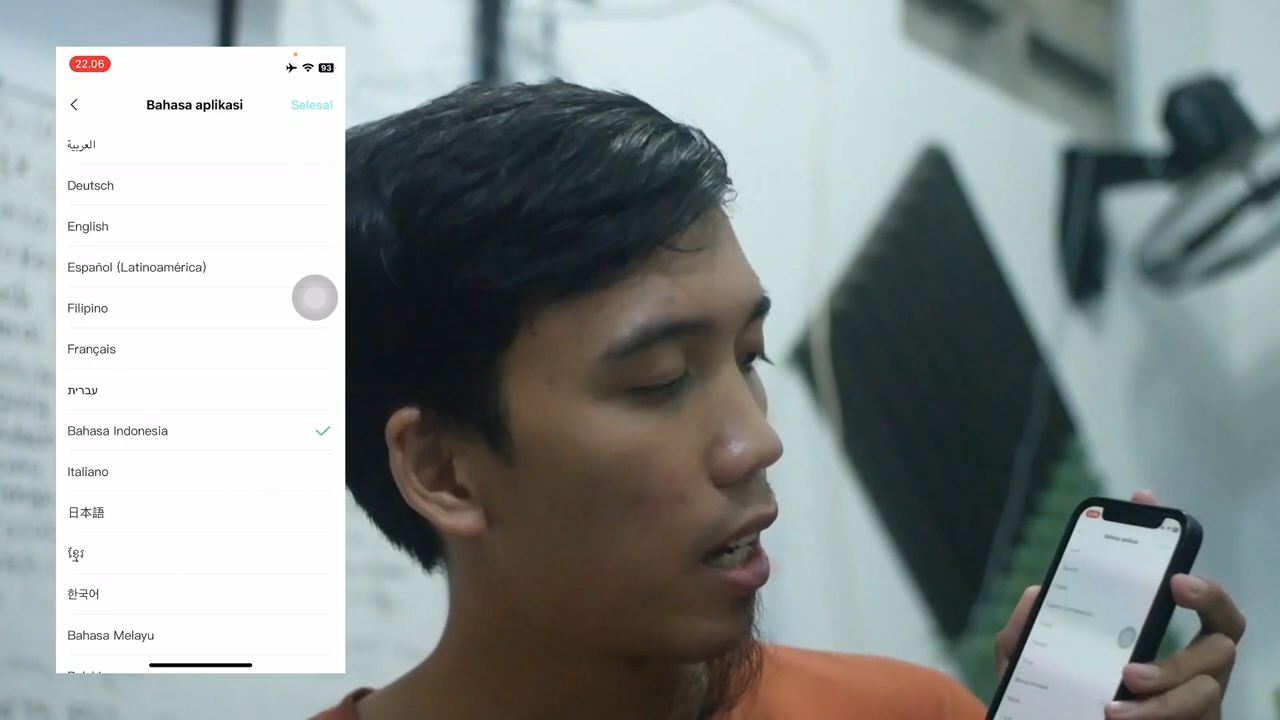 22.06
93
Bahasa aplikasi
Selesai
العربية
Deutsch
English
Español (Latinoamérica)
Filipino
Français
עברית
Bahasa Indonesia
Italiano
日本語
ខ្មែរ
한국어
Bahasa Melayu